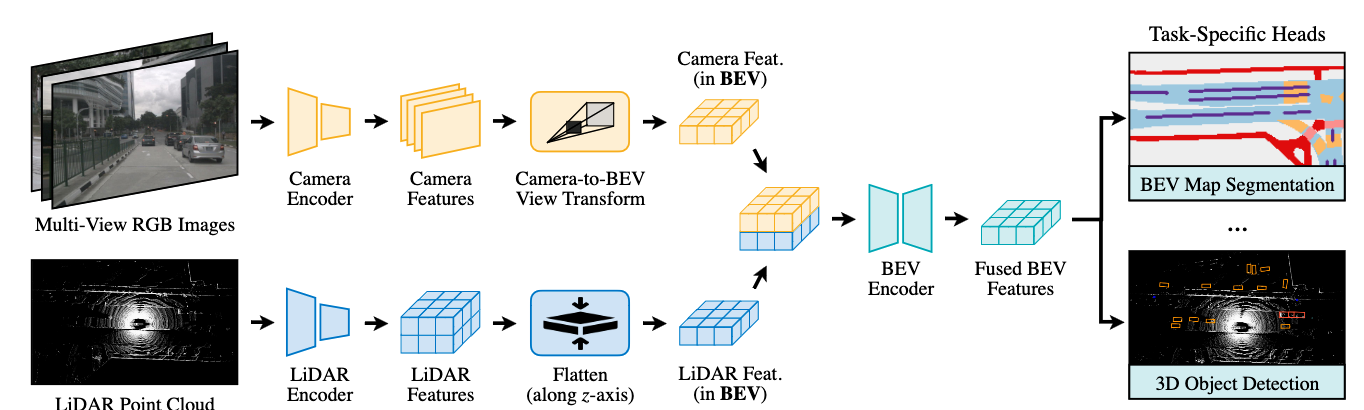 Task-Specific Heads
Camera Feat.
(in BEV)
Camera
Encoder
Camera
Features
Camera-to-BEV
View Transform
Multi-View RGB Images
BEV Map Segmentation
...
BEV
Encoder
Fused BEV
Features
LiDAR
Encoder
LiDAR
Features
Flatten
(along z-axis)
LiDAR Feat.
(in BEV)
3D Object Detection
LiDAR Point Cloud